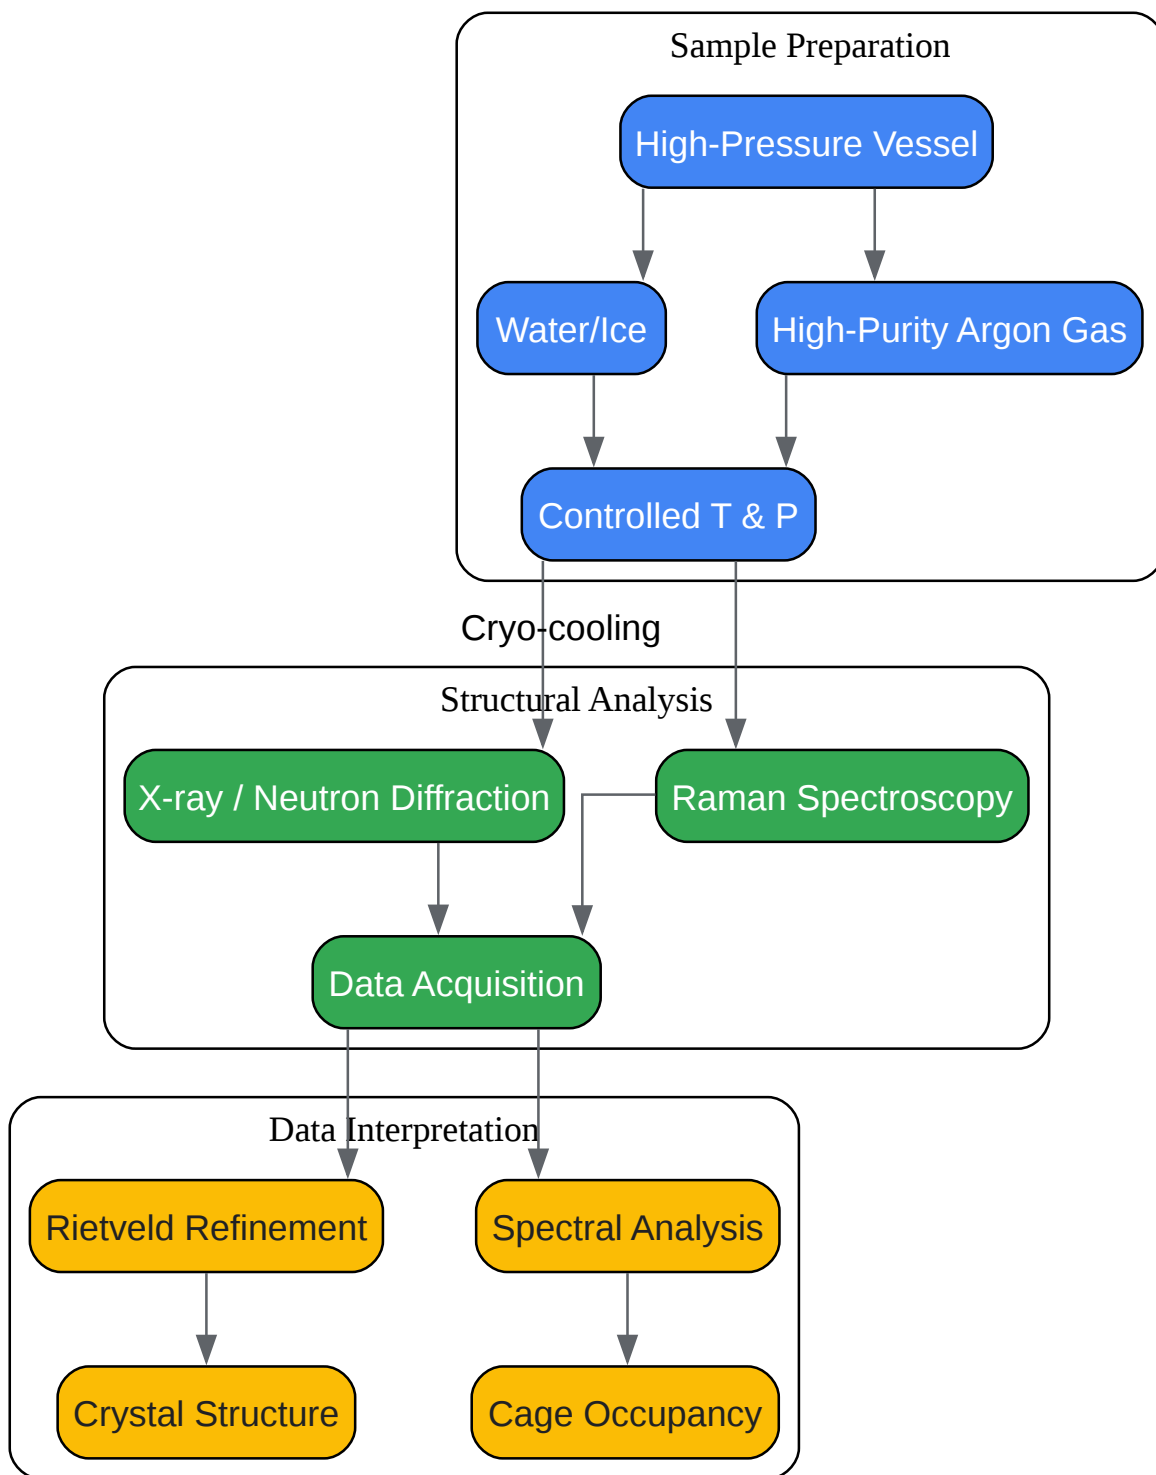 Sample Preparation
High-Pressure Vessel
Water/Ice
High-Purity Argon Gas
Controlled T & P
Cryo-cooling
Structural Analysis
X-ray / Neutron Diffraction
Raman Spectroscopy
Data Acquisition
Data Interpretation
Rietveld Refinement
Spectral Analysis
Crystal Structure
Cage Occupancy